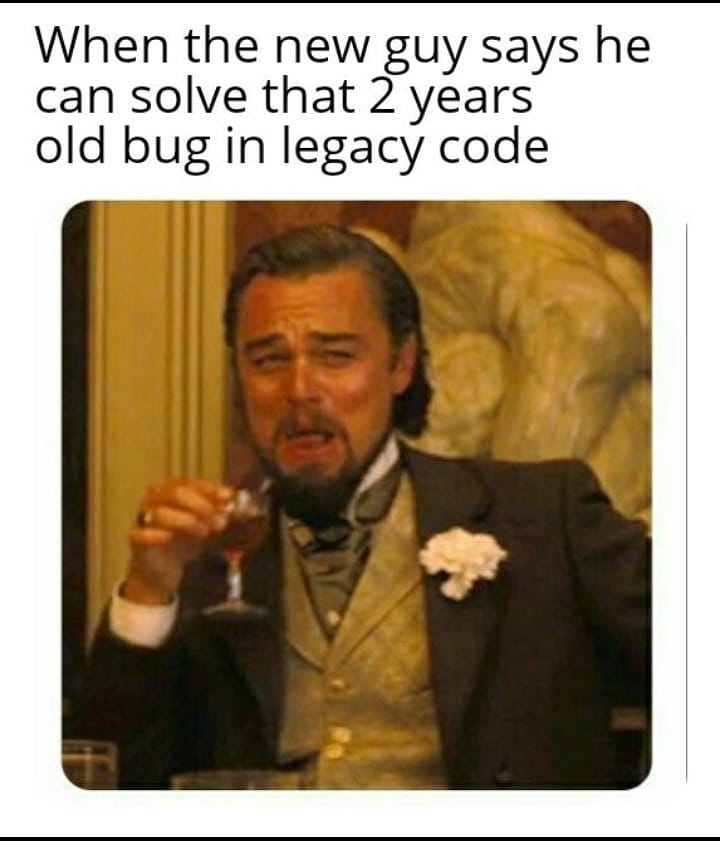 When the new guy says he
can solve that 2 years
old bug in legacy code